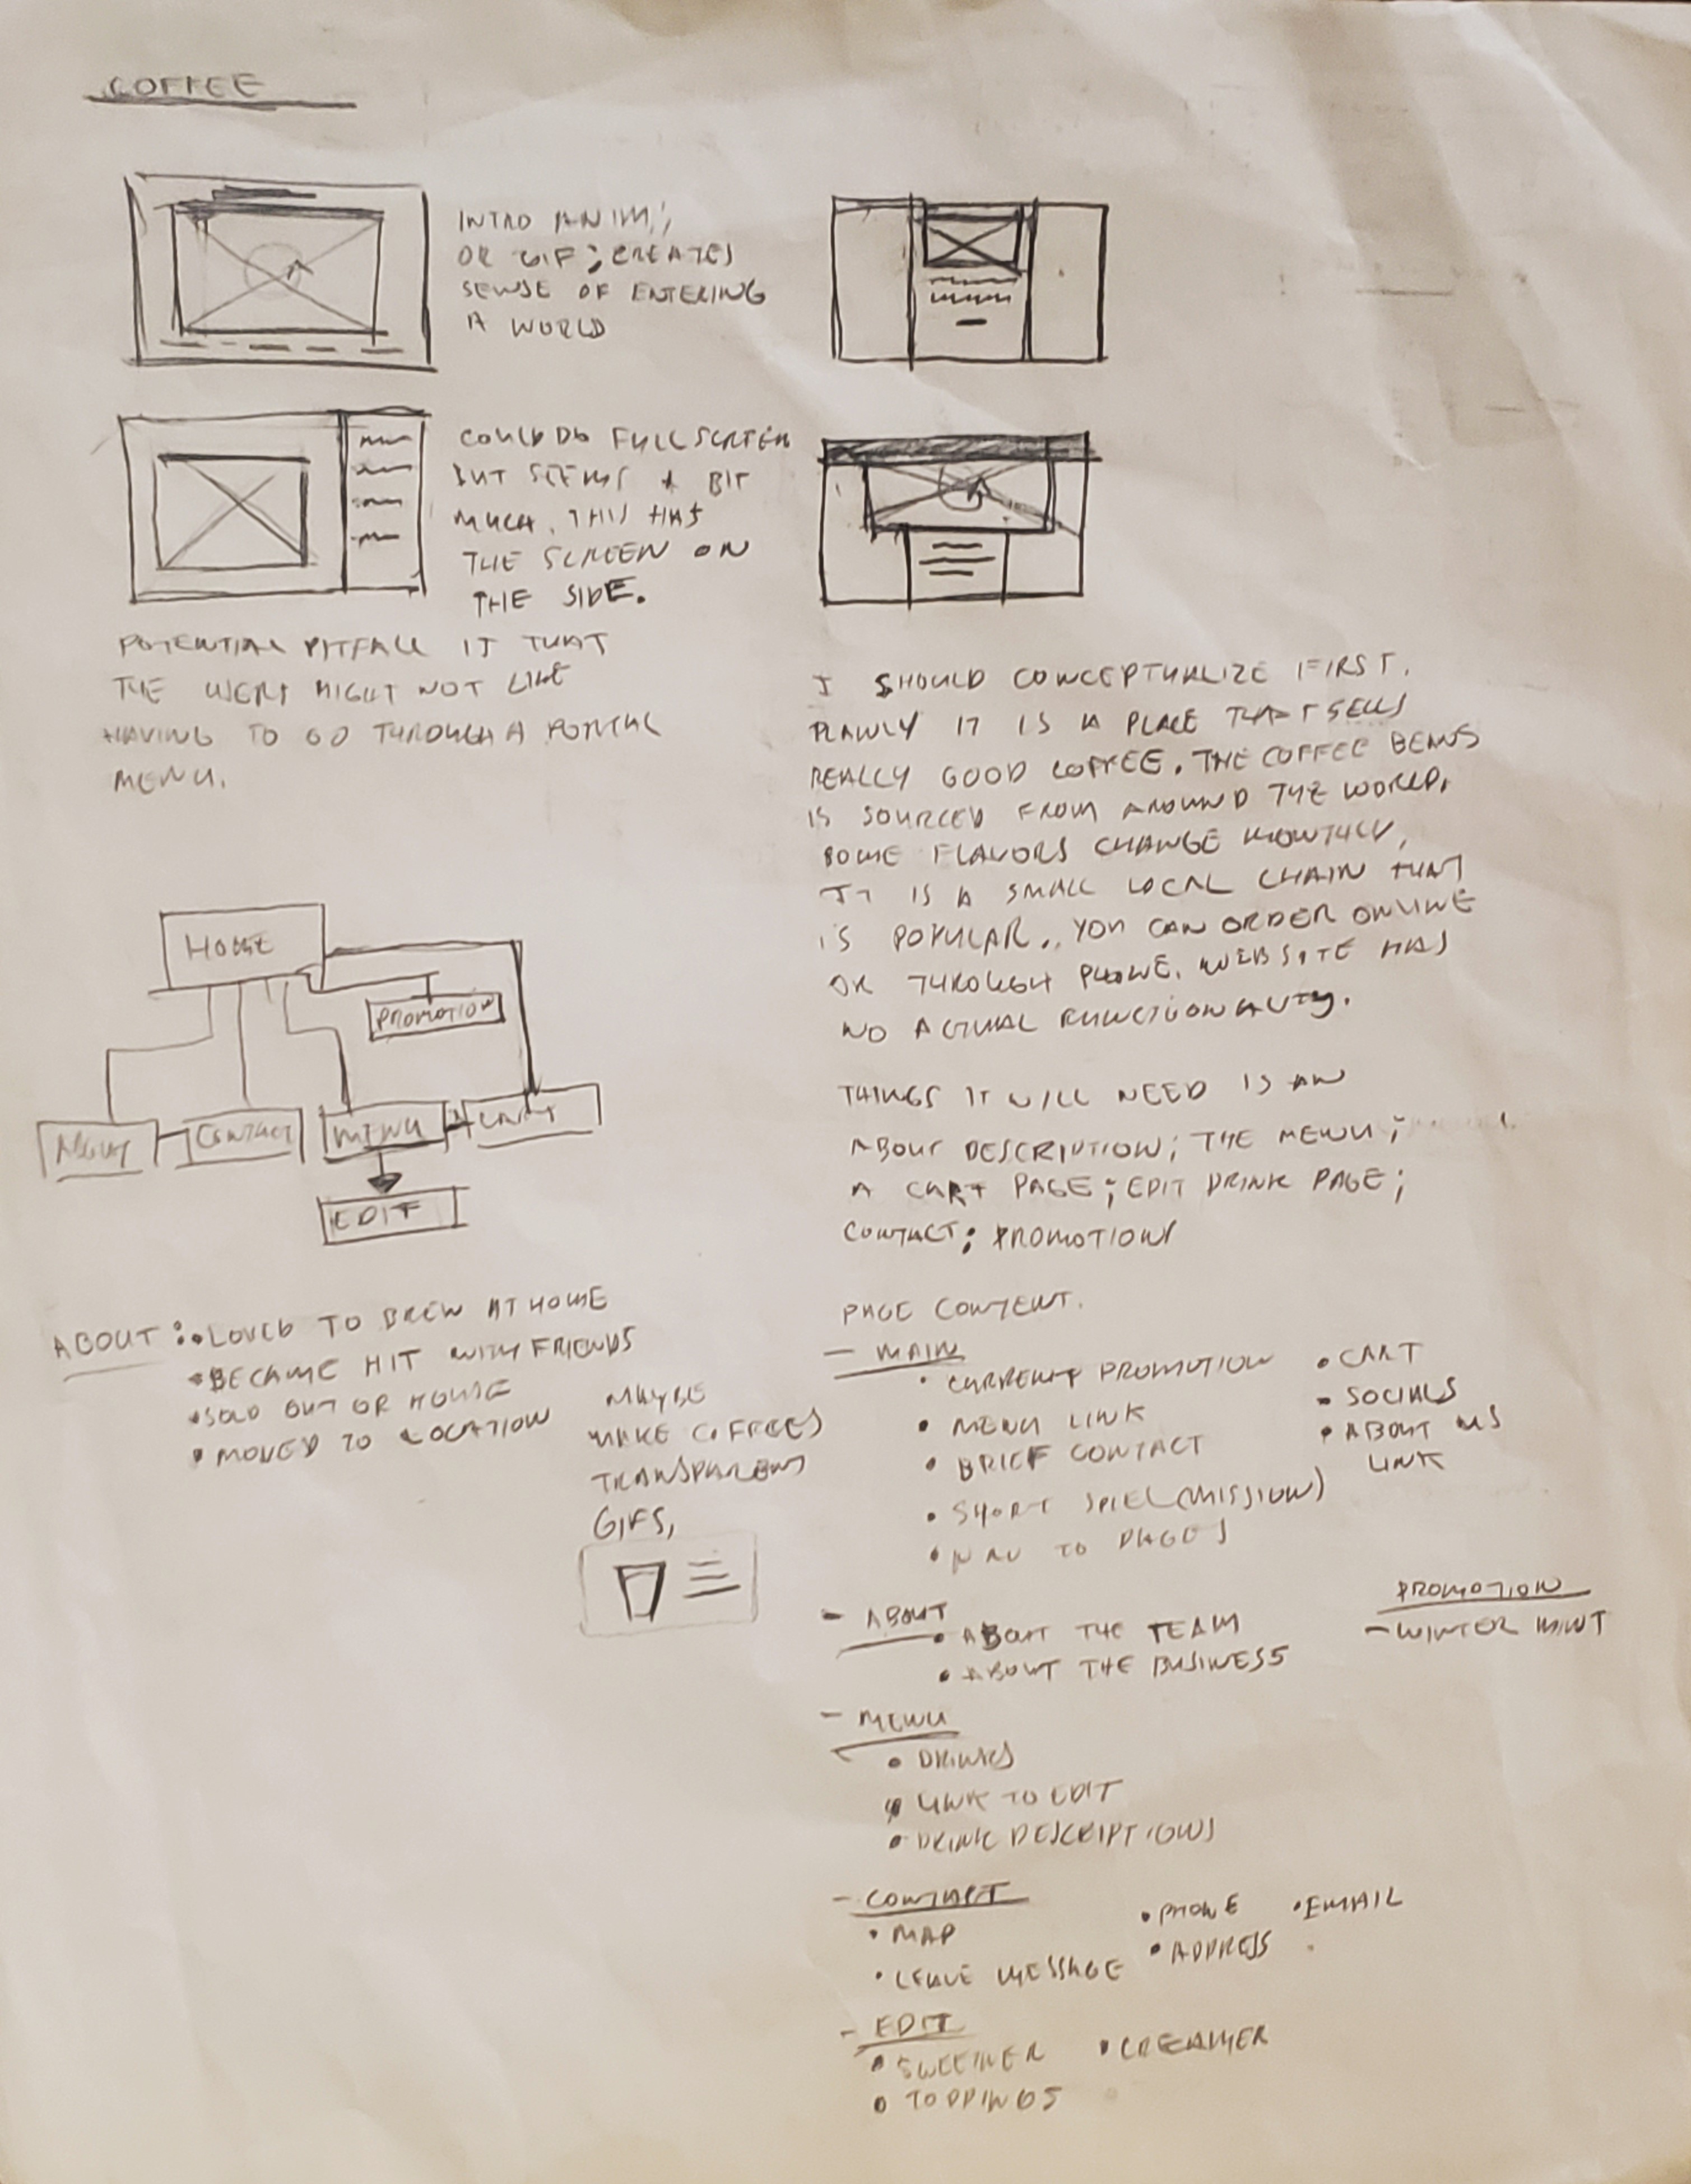 COFFEE
INTRO ANIM,
OR GIF; CREATES
SENSE OF ENTERING
A WORLD
COULD DO FULLSCREEN
BUT SEEMS A BIT
MUCH. THIS HAS
THE SCREEN ON
THE SIDE.
POTENTIAL PITFALL IS THAT
THE USERS MIGHT NOT LIKE
HAVING TO GO THROUGH A PORTAL
MENU.
HOME
PROMOTION
ABOUT
CONTACT
MENU
CART
EDIT
ABOUT:
• LOVED TO BREW AT HOME
• BECAME HIT WITH FRIENDS
• SOLD OUT OF HOUSE
• MOVED TO LOCATION
MAYBE
MAKE COFFEES
TRANSPARENT
GIFS,
I SHOULD CONCEPTUALIZE FIRST.
PLAINLY IT IS A PLACE THAT SELLS
REALLY GOOD COFFEE. THE COFFEE BEANS
IS SOURCED FROM AROUND THE WORLD.
SOME FLAVORS CHANGE MONTHLY,
IT IS A SMALL LOCAL CHAIN THAT
IS POPULAR. YOU CAN ORDER ONLINE
OR THROUGH PHONE. WEBSITE HAS
NO ACTUAL FUNCTIONALITY.
THINGS IT WILL NEED IS AN
ABOUT DESCRIPTION; THE MENU;
A CART PAGE; EDIT DRINK PAGE;
CONTACT; PROMOTIONS
PAGE CONTENT.
- MAIN
• CURRENT PROMOTION
• MENU LINK
• BRIEF CONTACT
• SHORT SPIEL (MISSION)
• NAV TO PAGES
• CART
• SOCIALS
• ABOUT US
LINK
- ABOUT
• ABOUT THE TEAM
• ABOUT THE BUSINESS
PROMOTION
- WINTER MINT
- MENU
• DRINKS
• LINK TO EDIT
• DRINK DESCRIPTIONS
- CONTACT
• MAP
• LEAVE MESSAGE
• PHONE
• EMAIL
• ADDRESS
- EDIT
• SWEETNER
• CREAMER
• TOPPINGS